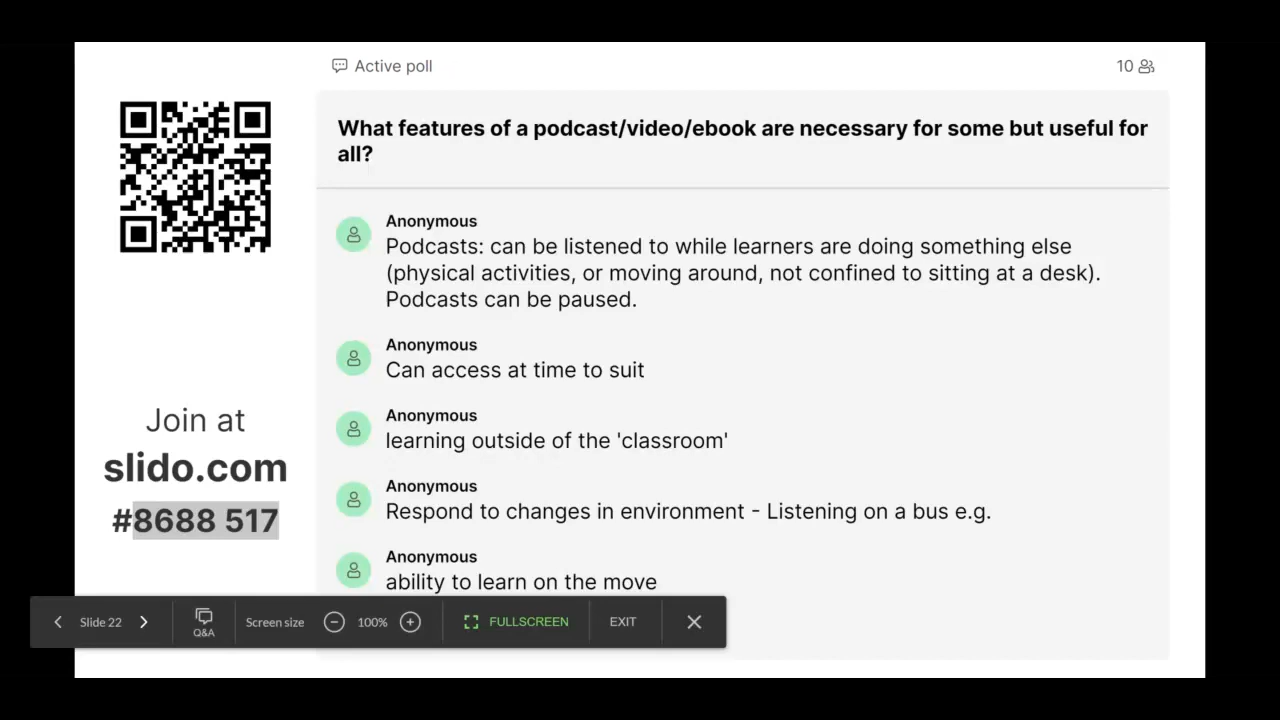 Active poll
10
What features of a podcast/video/ebook are necessary for some but useful for
all?
Anonymous
Podcasts: can be listened to while learners are doing something else
(physical activities, or moving around, not confined to sitting at a desk).
Podcasts can be paused.
Anonymous
Can access at time to suit
Anonymous
learning outside of the 'classroom'
Anonymous
Respond to changes in environment - Listening on a bus e.g.
Anonymous
ability to learn on the move
Join at
slido.com
#8688 517
Slide 22
Q&A
Screen size
100%
FULLSCREEN
EXIT